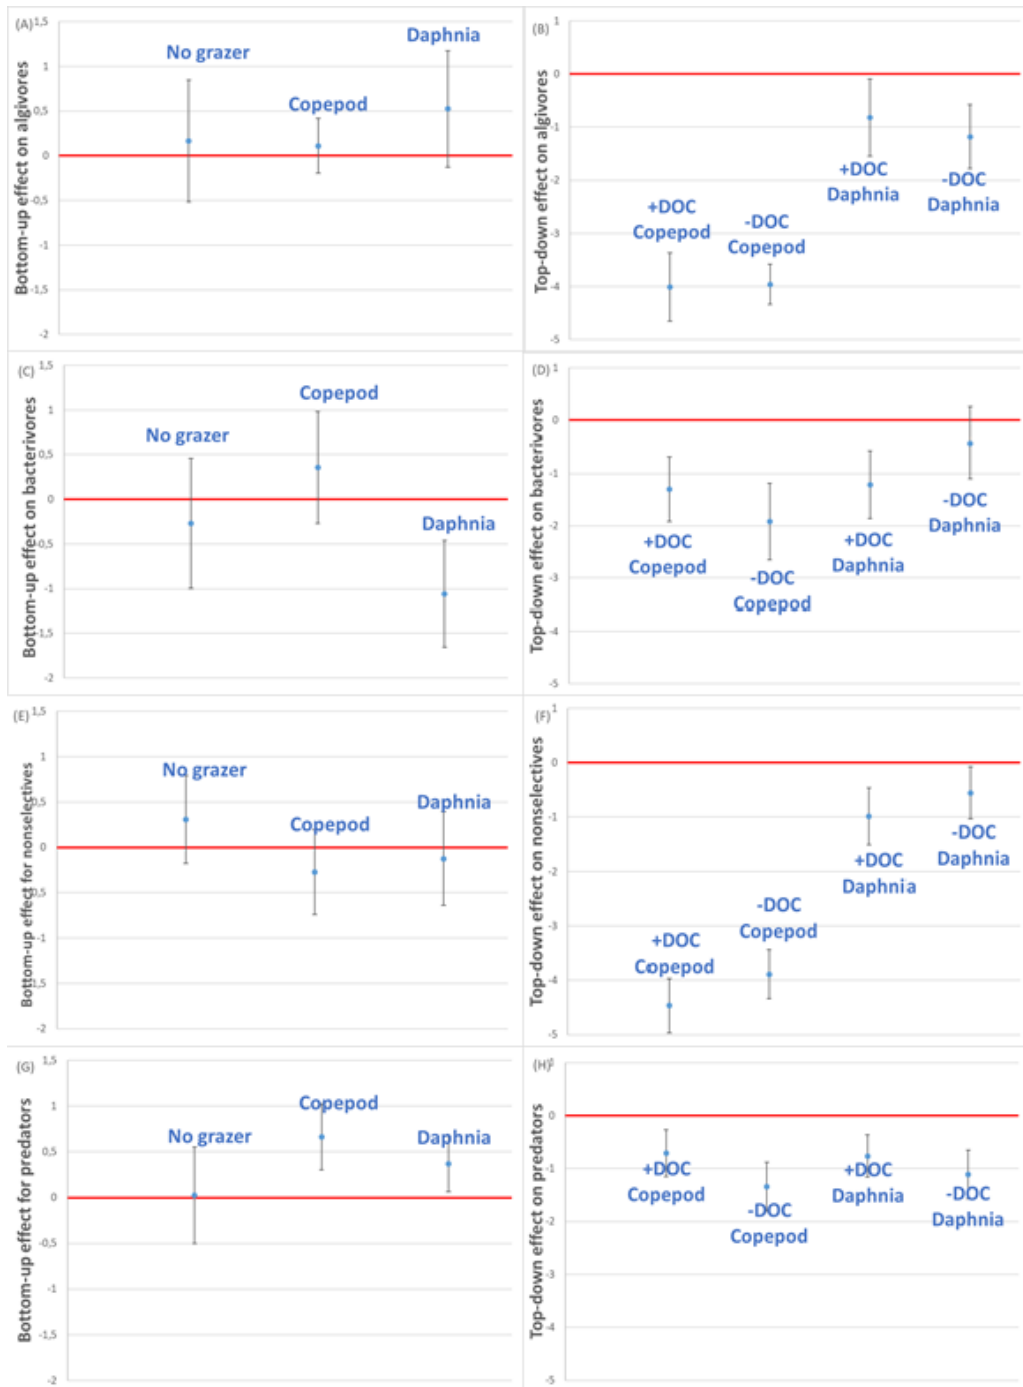 (A)
Bottom-up effect on algivores
1,5
1
0,5
0
-0,5
-1
-1,5
-2
No grazer
Copepod
Daphnia
(B)
Top-down effect on algivores
1
0
-1
-2
-3
-4
-5
+DOC
Copepod
-DOC
Copepod
+DOC
Daphnia
-DOC
Daphnia
(C)
Bottom-up effect on bacterivores
1,5
1
0,5
0
-0,5
-1
-1,5
-2
No grazer
Copepod
Daphnia
(D)
Top-down effect on bacterivores
1
0
-1
-2
-3
-4
-5
+DOC
Copepod
-DOC
Copepod
+DOC
Daphnia
-DOC
Daphnia
(E)
Bottom-up effect for nonselectives
1,5
1
0,5
0
-0,5
-1
-1,5
-2
No grazer
Copepod
Daphnia
(F)
Top-down effect on nonselectives
1
0
-1
-2
-3
-4
-5
+DOC
Copepod
-DOC
Copepod
+DOC
Daphnia
-DOC
Daphnia
(G)
Bottom-up effect for predators
1,5
1
0,5
0
-0,5
-1
-1,5
-2
No grazer
Copepod
Daphnia
(H)
Top-down effect on predators
0
-1
-2
-3
-4
-5
+DOC
Copepod
-DOC
Copepod
+DOC
Daphnia
-DOC
Daphnia